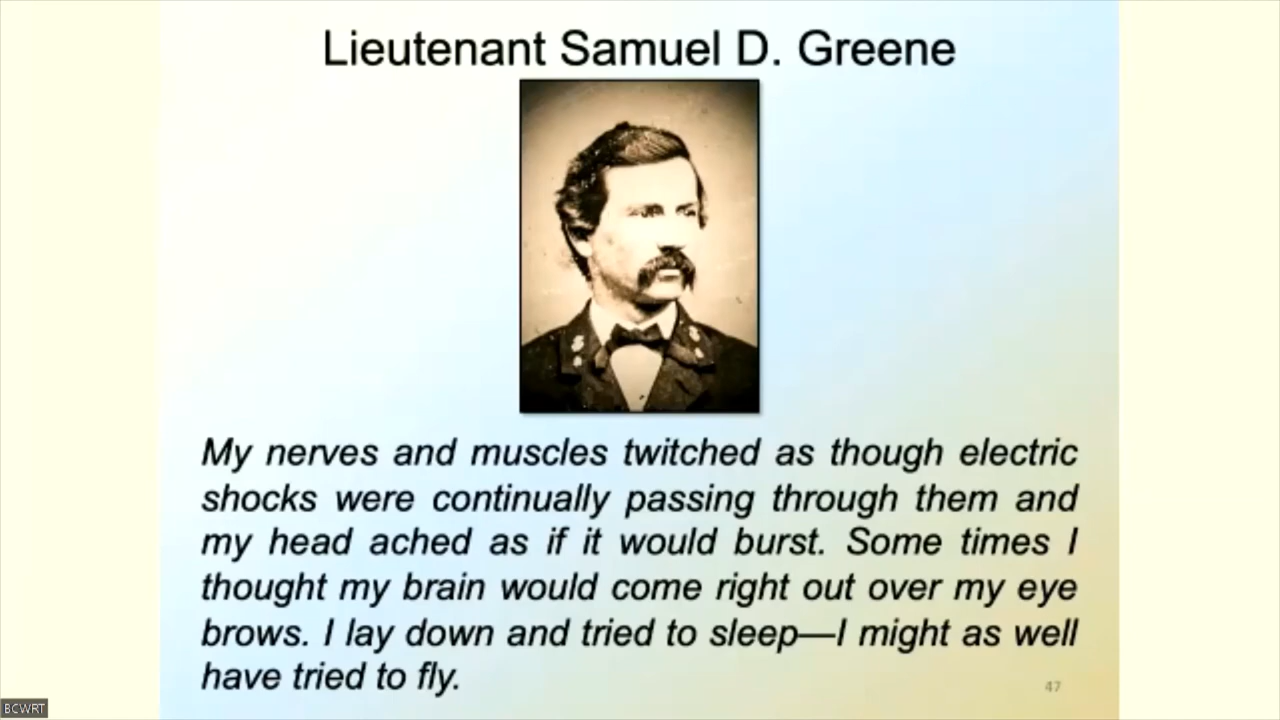 Lieutenant Samuel D. Greene
My nerves and muscles twitched as though electric
shocks were continually passing through them and
my head ached as if it would burst. Some times I
thought my brain would come right out over my eye
brows. I lay down and tried to sleep—I might as well
have tried to fly.
47
BCWRT